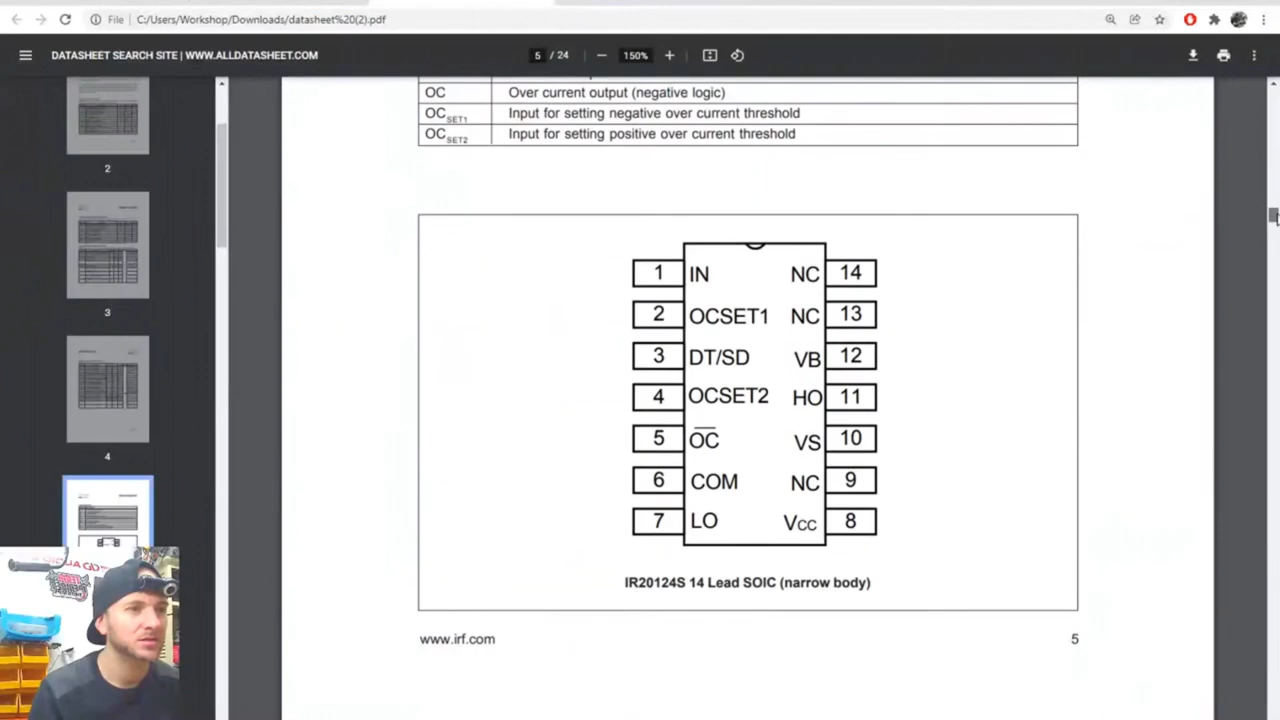 File C:/Users/Workshop/Downloads/datasheet%20(2).pdf
DATASHEET SEARCH SITE | WWW.ALLDATASHEET.COM
5 / 24
150%
OC Over current output (negative logic)
OCSET1 Input for setting negative over current threshold
OCSET2 Input for setting positive over current threshold
2
3
4
1 IN NC 14
2 OCSET1 NC 13
3 DT/SD VB 12
4 OCSET2 HO 11
5 OC VS 10
6 COM NC 9
7 LO VCC 8
IR20124S 14 Lead SOIC (narrow body)
www.irf.com 5